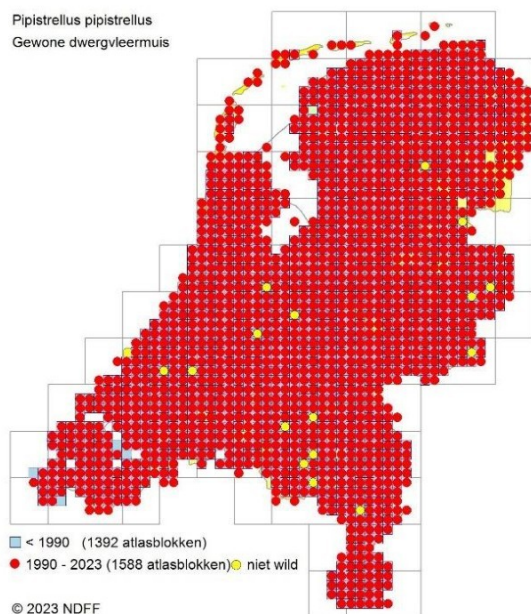 Pipistrellus pipistrellus
Gewone dwergvleermuis
< 1990 (1392 atlasblokken)
1990 - 2023 (1588 atlasblokken) niet wild
© 2023 NDFF